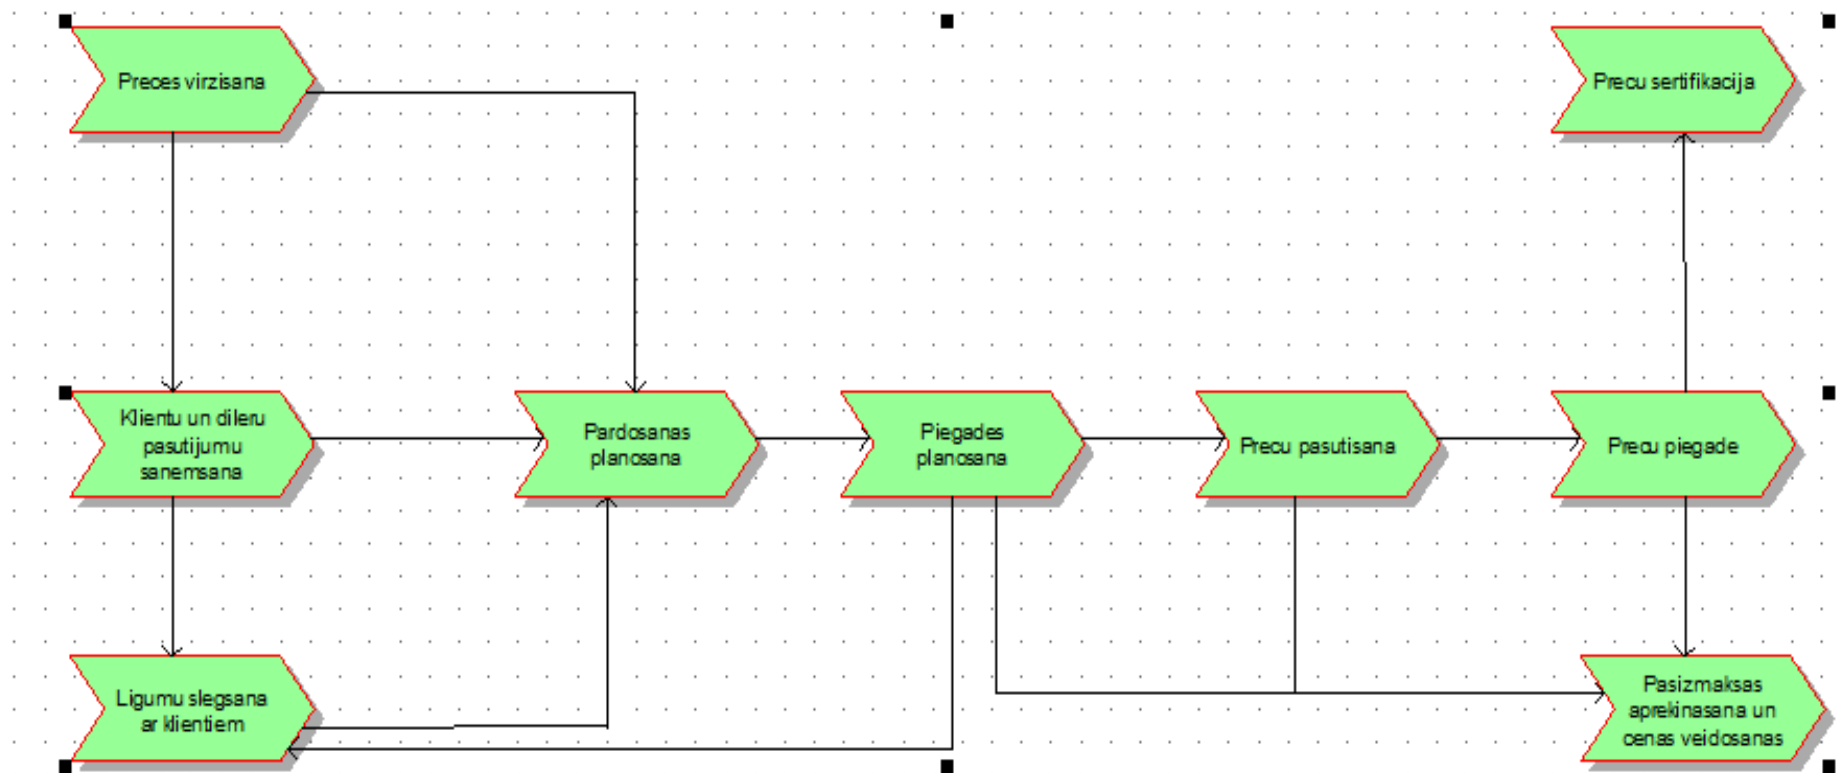 Preces virzisana
Precu sertifikacija
Klientu un dileru
pasutijumu
sanemsana
Pardosanas
planosana
Piegades
planosana
Precu pasutisana
Precu piegade
Ligumu slegsana
ar klientiem
Pasizmaksas
aprekinasana un
cenas veidosanas